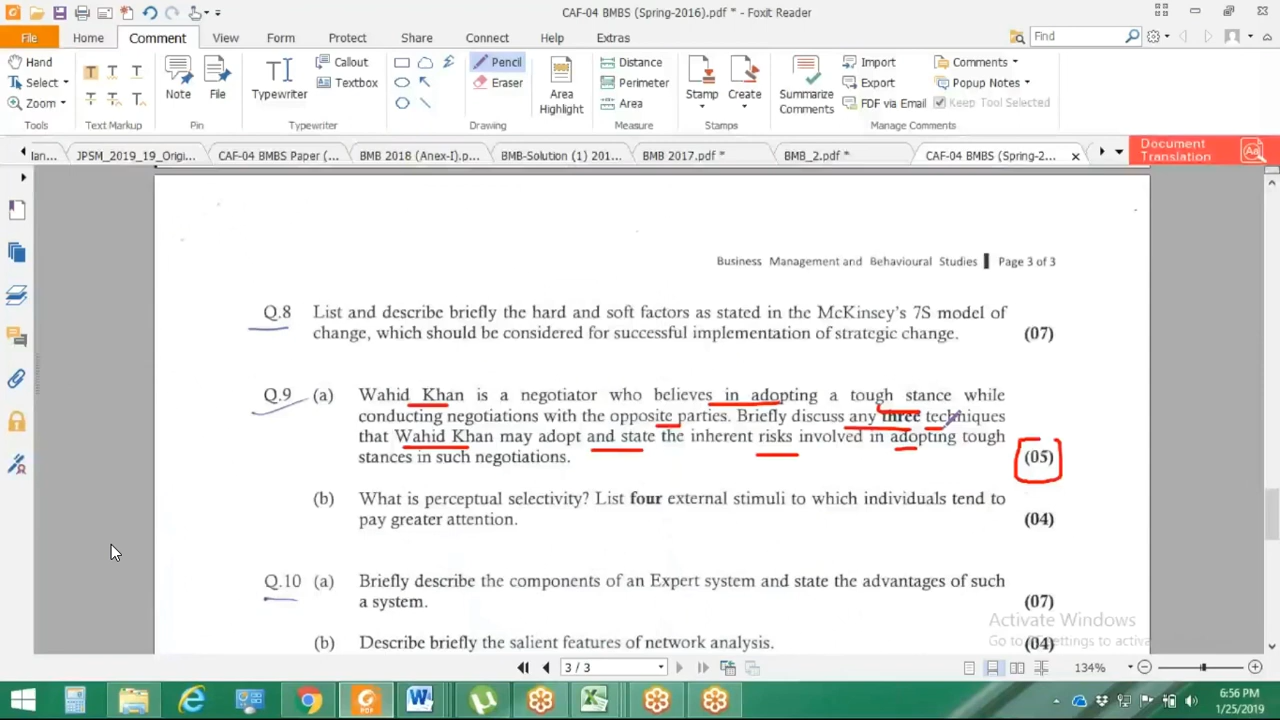 CAF-04 BMBS (Spring-2016).pdf * - Foxit Reader
File Home Comment View Form Protect Share Connect Help Extras Find
Hand Callout Pencil Distance Import Comments
Select Textbox Eraser Perimeter Export Popup Notes
Zoom Note File Typewriter Area Highlight Area Stamp Create Summarize Comments FDF via Email Keep Tool Selected
Tools Text Markup Pin Typewriter Drawing Measure Stamps Manage Comments
lan... JPSM_2019_19_Origi... CAF-04 BMBS Paper (... BMB 2018 (Anex-I).p... BMB-Solution (1) 201... BMB 2017.pdf * BMB_2.pdf * CAF-04 BMBS (Spring-2... Document Translation
Business Management and Behavioural Studies Page 3 of 3
Q.8 List and describe briefly the hard and soft factors as stated in the McKinsey's 7S model of
change, which should be considered for successful implementation of strategic change. (07)
Q.9 (a) Wahid Khan is a negotiator who believes in adopting a tough stance while
conducting negotiations with the opposite parties. Briefly discuss any three techniques
that Wahid Khan may adopt and state the inherent risks involved in adopting tough
stances in such negotiations. (05)
(b) What is perceptual selectivity? List four external stimuli to which individuals tend to
pay greater attention. (04)
Q.10 (a) Briefly describe the components of an Expert system and state the advantages of such
a system. (07)
Activate Windows
(b) Describe briefly the salient features of network analysis. (04)
3 / 3 134%
6:56 PM
1/25/2019